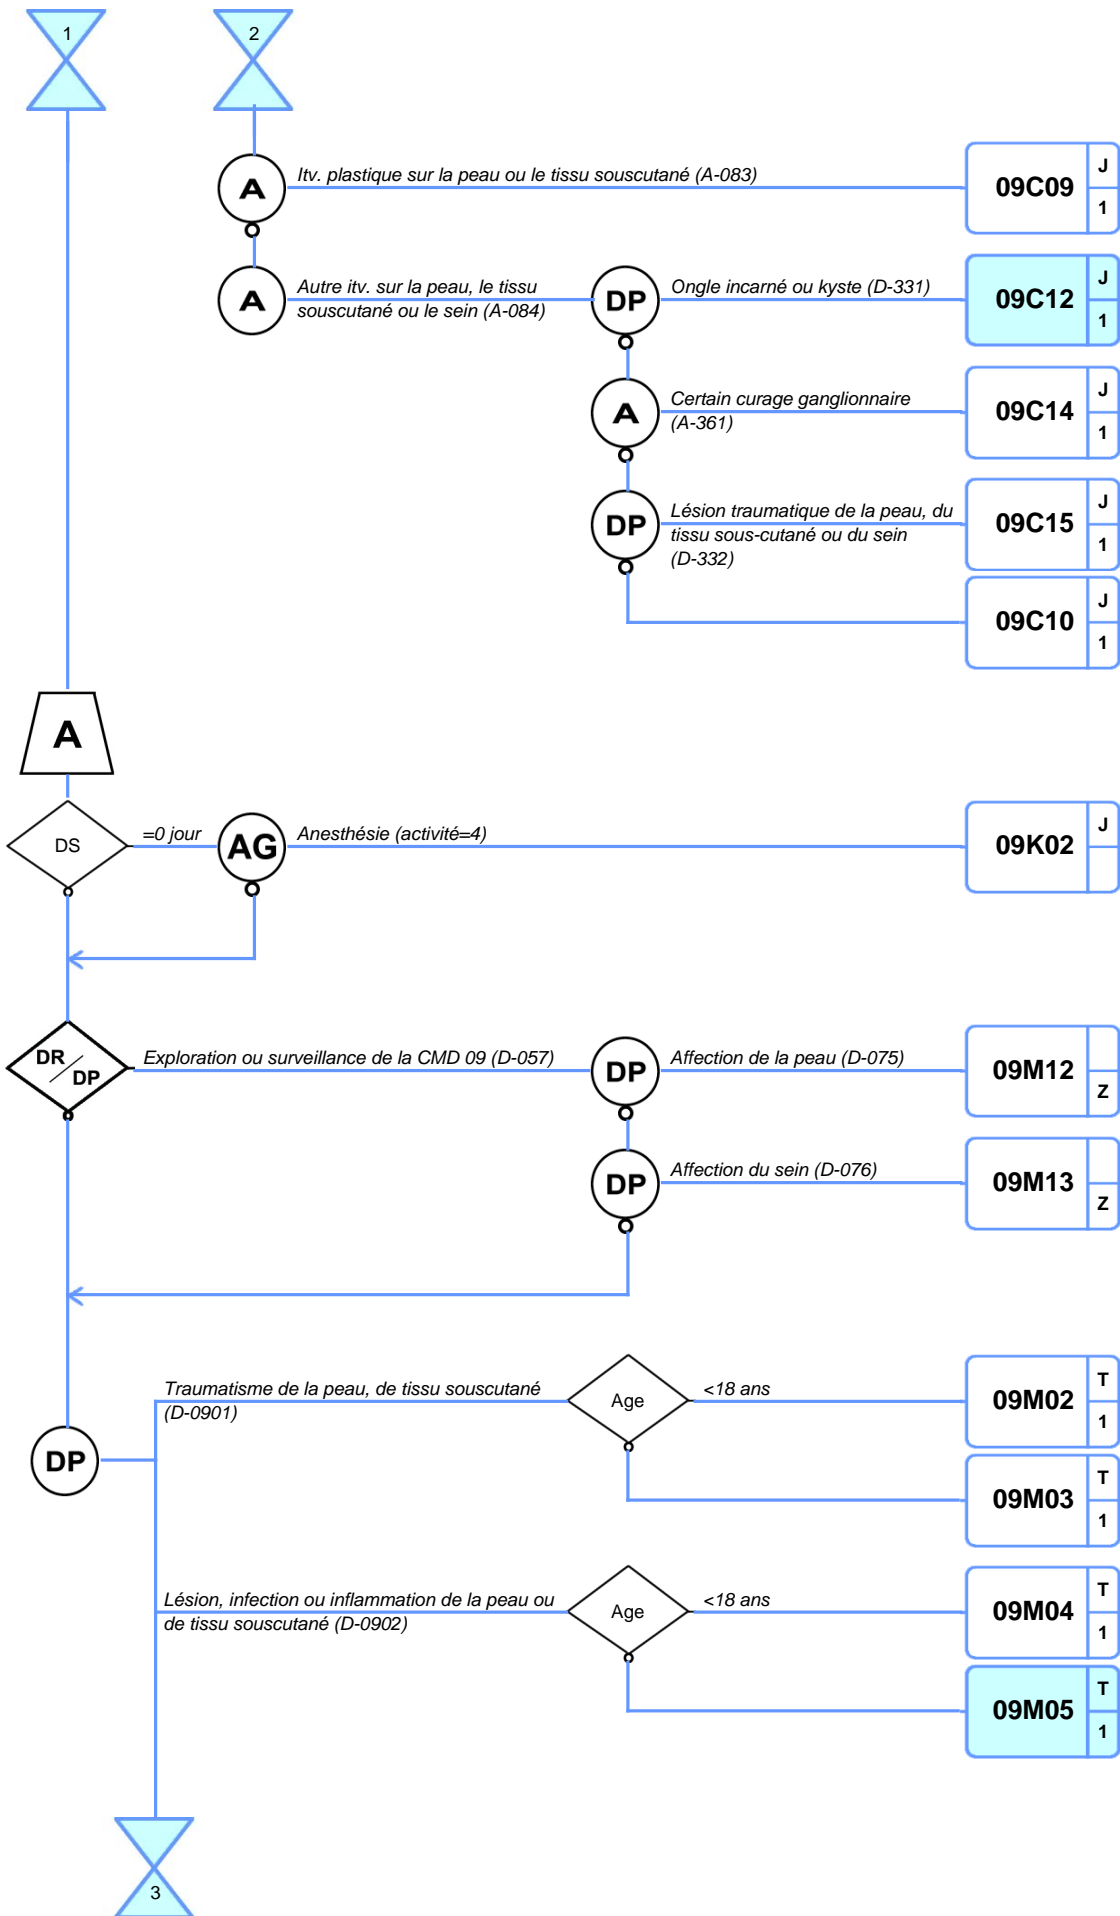 1
2
A
Itv. plastique sur la peau ou le tissu souscutané (A-083)
09C09
J
1
A
Autre itv. sur la peau, le tissu
souscutané ou le sein (A-084)
DP
Ongle incarné ou kyste (D-331)
09C12
J
1
A
Certain curage ganglionnaire
(A-361)
09C14
J
1
DP
Lésion traumatique de la peau, du
tissu sous-cutané ou du sein
(D-332)
09C15
J
1
09C10
J
1
A
DS
=0 jour
AG
Anesthésie (activité=4)
09K02
J
DR
DP
Exploration ou surveillance de la CMD 09 (D-057)
DP
Affection de la peau (D-075)
09M12
Z
DP
Affection du sein (D-076)
09M13
Z
DP
Traumatisme de la peau, de tissu souscutané
(D-0901)
Age
<18 ans
09M02
T
1
09M03
T
1
Lésion, infection ou inflammation de la peau ou
de tissu souscutané (D-0902)
Age
<18 ans
09M04
T
1
09M05
T
1
3